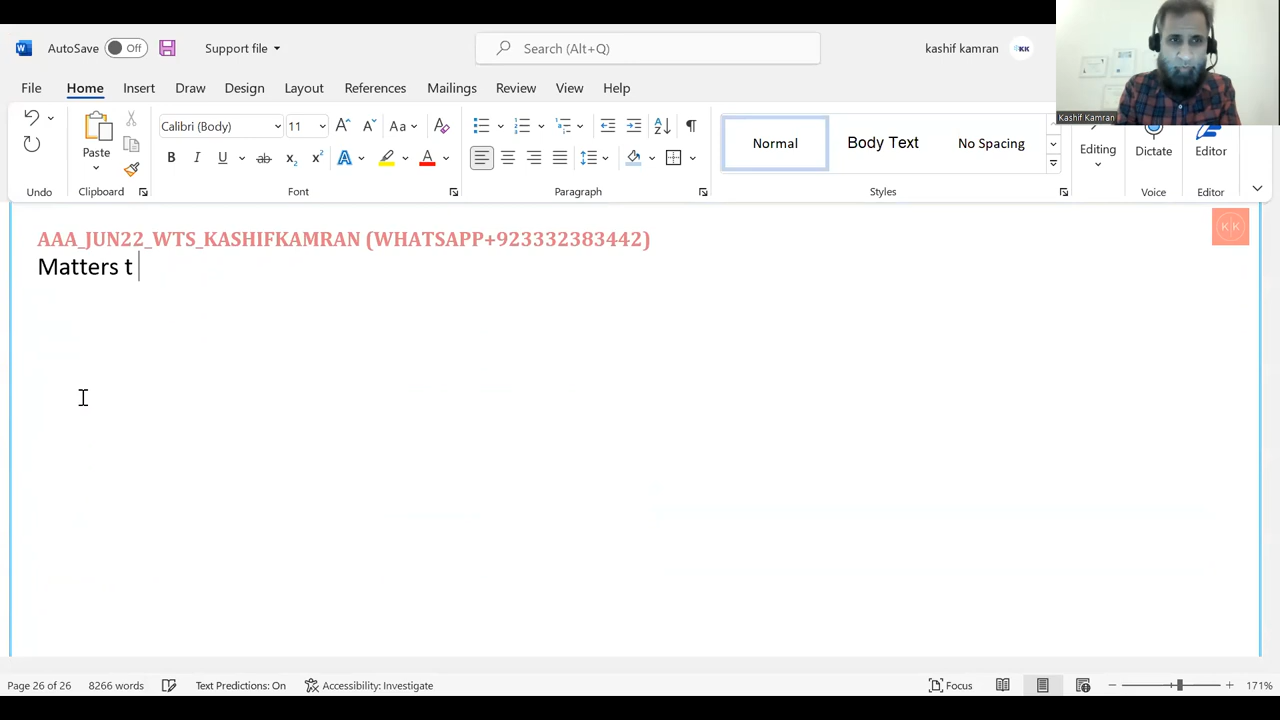 AutoSave Off Support file Search (Alt+Q) kashif kamran KK
File Home Insert Draw Design Layout References Mailings Review View Help
Kashif Kamran
Calibri (Body) 11 Aa
Paste
Normal Body Text No Spacing
Editing Dictate Editor
Undo Clipboard Font Paragraph Styles Voice Editor
AAA_JUN22_WTS_KASHIFKAMRAN (WHATSAPP+923332383442)
K K
Matters t
Page 26 of 26 8266 words Text Predictions: On Accessibility: Investigate Focus 171%